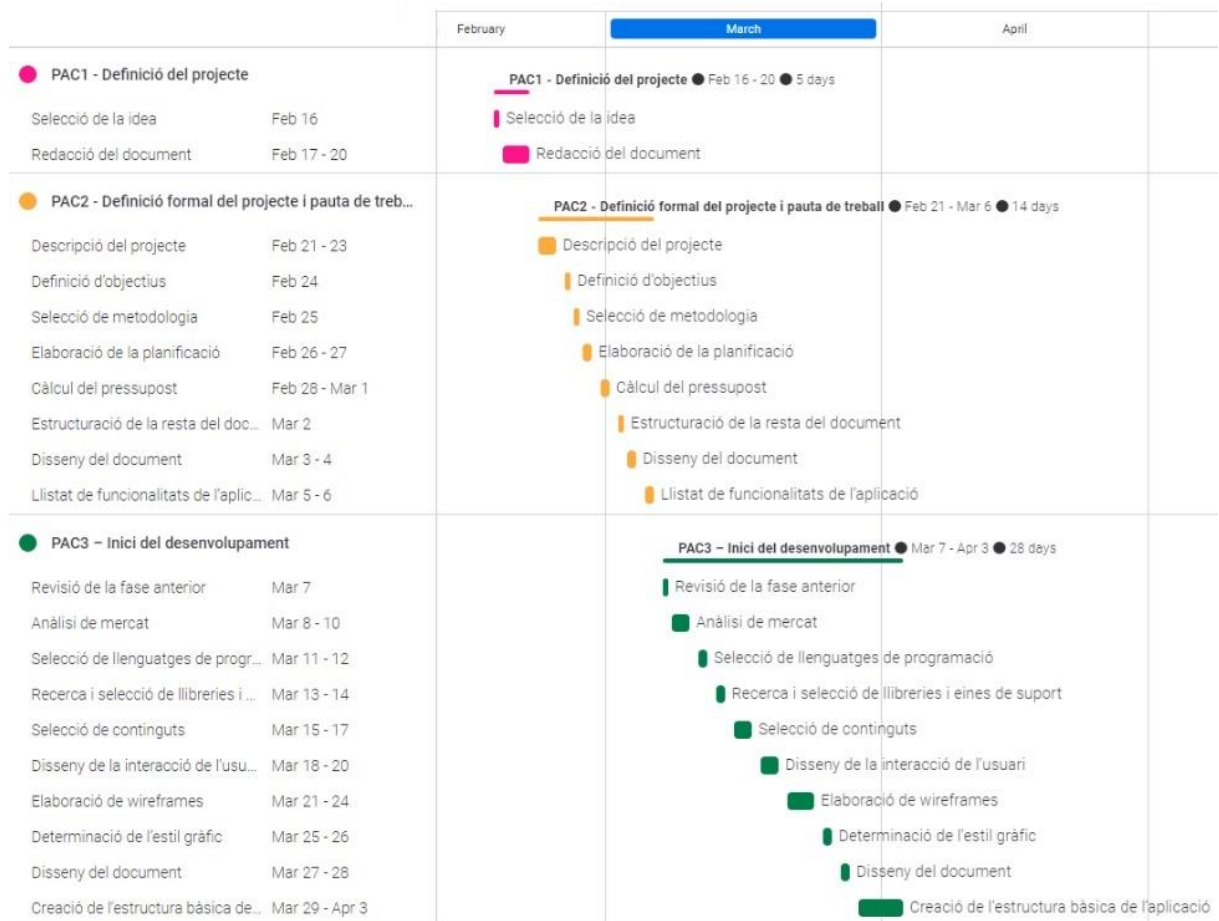 February March April
PAC1 - Definició del projecte PAC1 - Definició del projecte ● Feb 16 - 20 ● 5 days
Selecció de la idea Feb 16 Selecció de la idea
Redacció del document Feb 17 - 20 Redacció del document
PAC2 - Definició formal del projecte i pauta de treb... PAC2 - Definició formal del projecte i pauta de treball ● Feb 21 - Mar 6 ● 14 days
Descripció del projecte Feb 21 - 23 Descripció del projecte
Definició d'objectius Feb 24 Definició d'objectius
Selecció de metodologia Feb 25 Selecció de metodologia
Elaboració de la planificació Feb 26 - 27 Elaboració de la planificació
Càlcul del pressupost Feb 28 - Mar 1 Càlcul del pressupost
Estructuració de la resta del doc... Mar 2 Estructuració de la resta del document
Disseny del document Mar 3 - 4 Disseny del document
Llistat de funcionalitats de l'aplic... Mar 5 - 6 Llistat de funcionalitats de l'aplicació
PAC3 – Inici del desenvolupament PAC3 – Inici del desenvolupament ● Mar 7 - Apr 3 ● 28 days
Revisió de la fase anterior Mar 7 Revisió de la fase anterior
Anàlisi de mercat Mar 8 - 10 Anàlisi de mercat
Selecció de llenguatges de progr... Mar 11 - 12 Selecció de llenguatges de programació
Recerca i selecció de llibreries i ... Mar 13 - 14 Recerca i selecció de llibreries i eines de suport
Selecció de continguts Mar 15 - 17 Selecció de continguts
Disseny de la interacció de l'usu... Mar 18 - 20 Disseny de la interacció de l'usuari
Elaboració de wireframes Mar 21 - 24 Elaboració de wireframes
Determinació de l'estil gràfic Mar 25 - 26 Determinació de l'estil gràfic
Disseny del document Mar 27 - 28 Disseny del document
Creació de l'estructura bàsica de... Mar 29 - Apr 3 Creació de l'estructura bàsica de l'aplicació